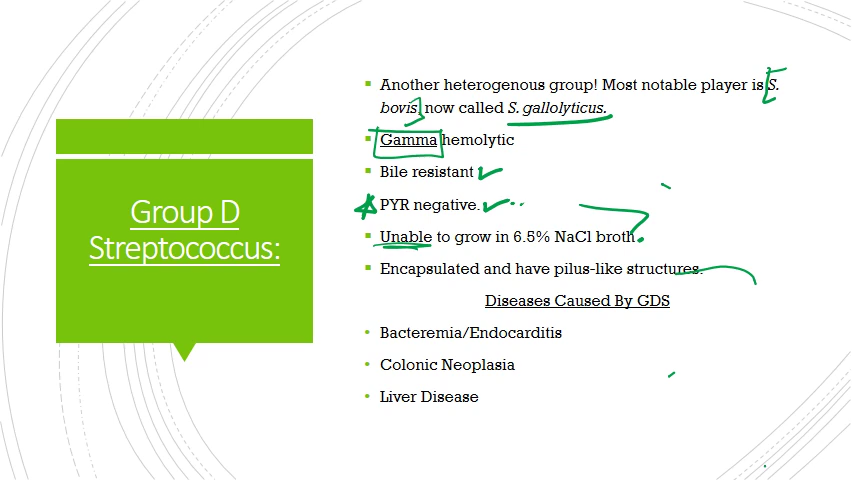 Group D
Streptococcus:
Another heterogenous group! Most notable player is S.
bovis, now called S. gallolyticus.
Gamma hemolytic
Bile resistant
PYR negative.
Unable to grow in 6.5% NaCl broth.
Encapsulated and have pilus-like structures.
Diseases Caused By GDS
Bacteremia/Endocarditis
Colonic Neoplasia
Liver Disease